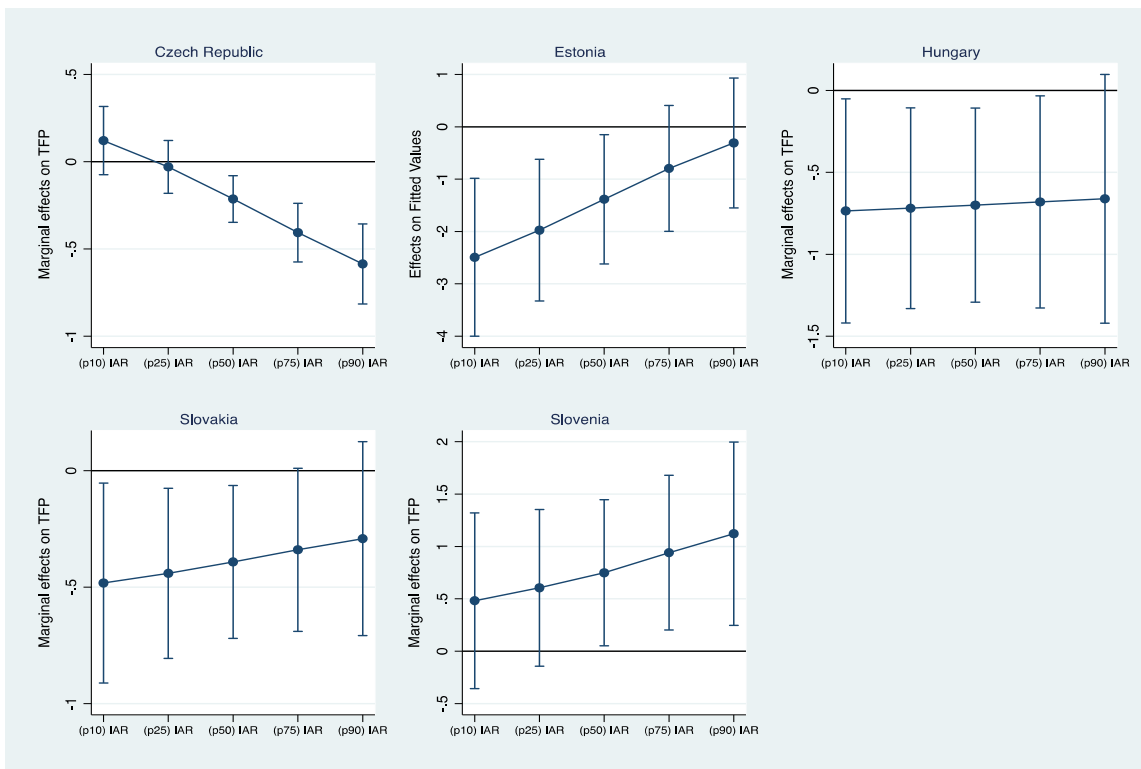 Czech Republic
Marginal effects on TFP
.5
0
-.5
-1
(p10) IAR (p25) IAR (p50) IAR (p75) IAR (p90) IAR
Estonia
Effects on Fitted Values
1
0
-1
-2
-3
-4
(p10) IAR (p25) IAR (p50) IAR (p75) IAR (p90) IAR
Hungary
Marginal effects on TFP
0
-.5
-1
-1.5
(p10) IAR (p25) IAR (p50) IAR (p75) IAR (p90) IAR
Slovakia
Marginal effects on TFP
0
-.5
-1
(p10) IAR (p25) IAR (p50) IAR (p75) IAR (p90) IAR
Slovenia
Marginal effects on TFP
2
1.5
1
.5
0
-.5
(p10) IAR (p25) IAR (p50) IAR (p75) IAR (p90) IAR